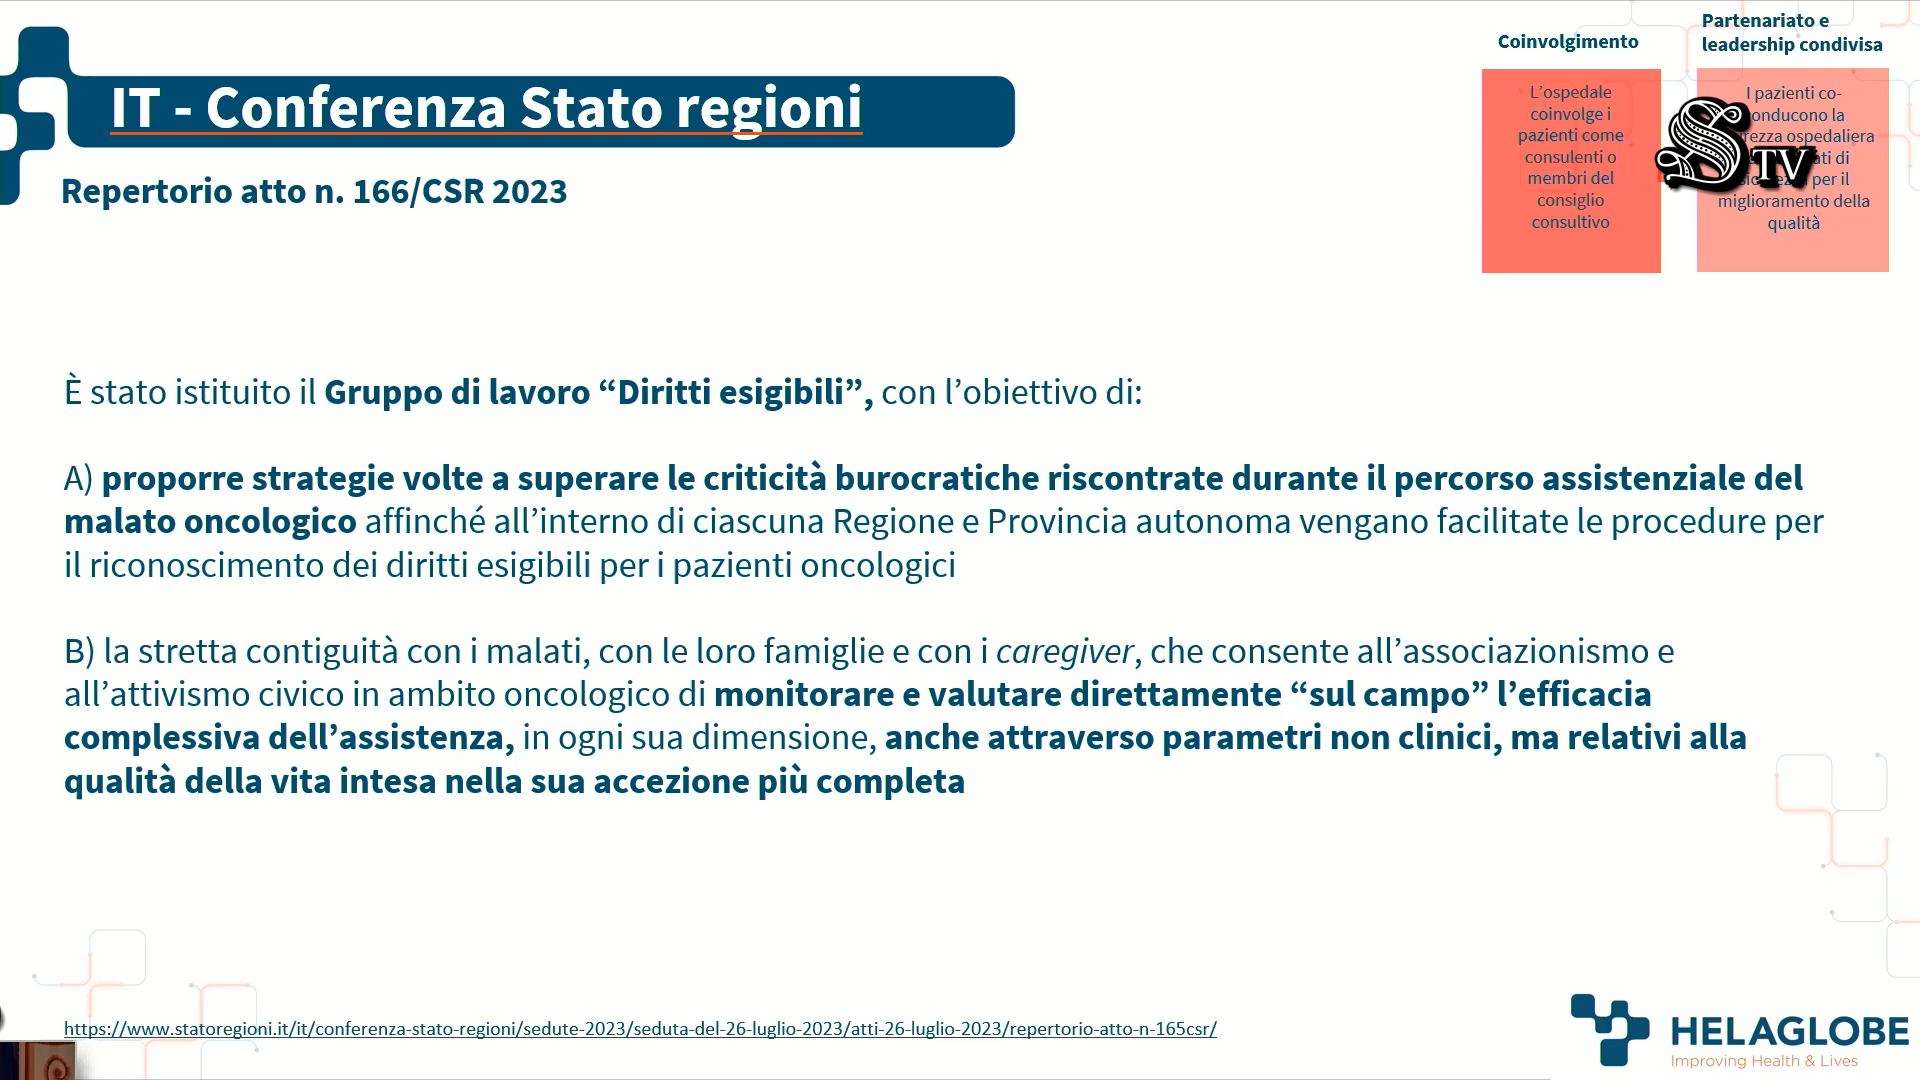 Partenariato e
leadership condivisa
Coinvolgimento
IT - Conferenza Stato regioni
L’ospedale
coinvolge i
pazienti come
consulenti o
membri del
consiglio
consultivo
I pazienti co-
la
ospedaliera
di
per il
miglioramento della
qualità
S TV
Repertorio atto n. 166/CSR 2023
È stato istituito il Gruppo di lavoro “Diritti esigibili”, con l’obiettivo di:
A) proporre strategie volte a superare le criticità burocratiche riscontrate durante il percorso assistenziale del
malato oncologico affinché all’interno di ciascuna Regione e Provincia autonoma vengano facilitate le procedure per
il riconoscimento dei diritti esigibili per i pazienti oncologici
B) la stretta contiguità con i malati, con le loro famiglie e con i caregiver, che consente all’associazionismo e
all’attivismo civico in ambito oncologico di monitorare e valutare direttamente “sul campo” l’efficacia
complessiva dell’assistenza, in ogni sua dimensione, anche attraverso parametri non clinici, ma relativi alla
qualità della vita intesa nella sua accezione più completa
https://www.statoregioni.it/it/conferenza-stato-regioni/sedute-2023/seduta-del-26-luglio-2023/atti-26-luglio-2023/repertorio-atto-n-165csr/
HELAGLOBE
Improving Health & Lives